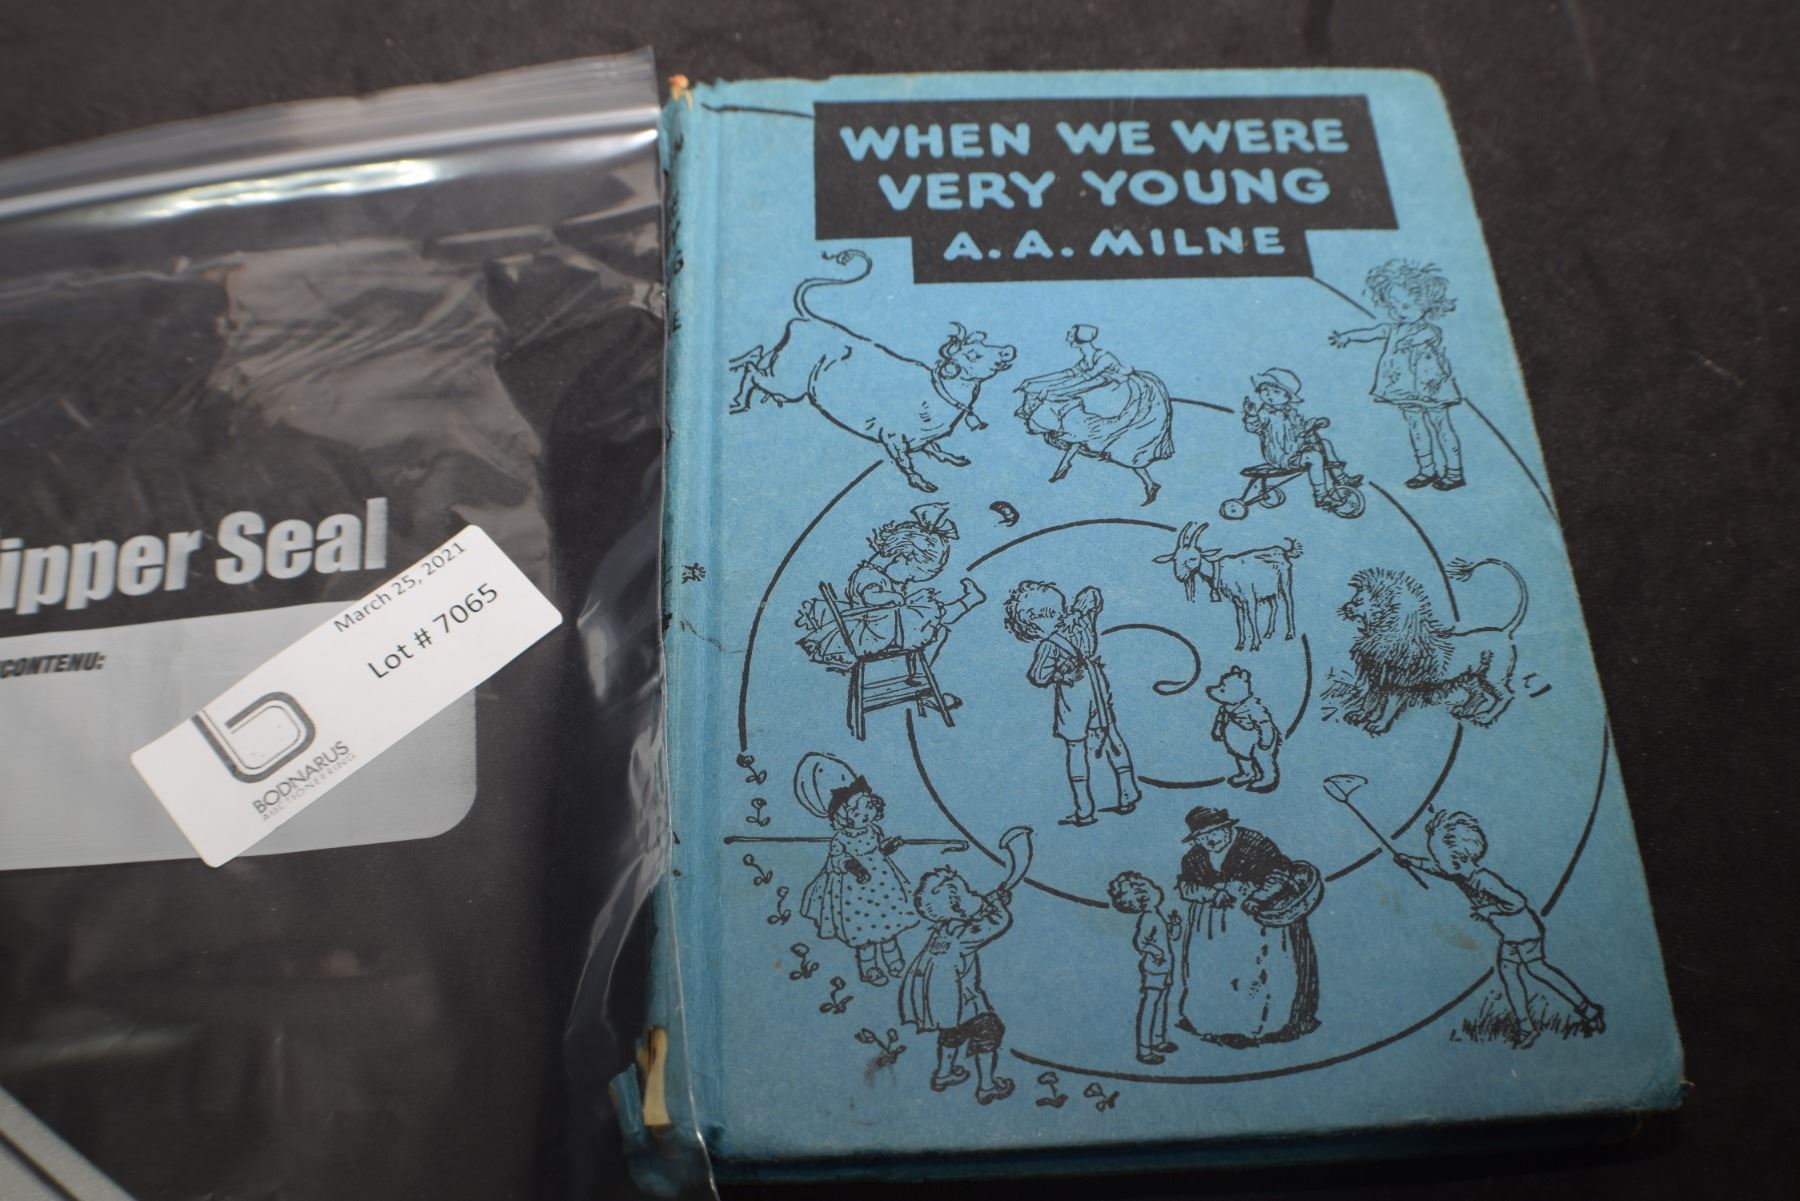 WHEN WE WERE
VERY YOUNG
A. A. MILNE
ipper Seal
CONTENU:
March 25, 2021
Lot # 7065
b
BODNARUS
AUCTIONEERING